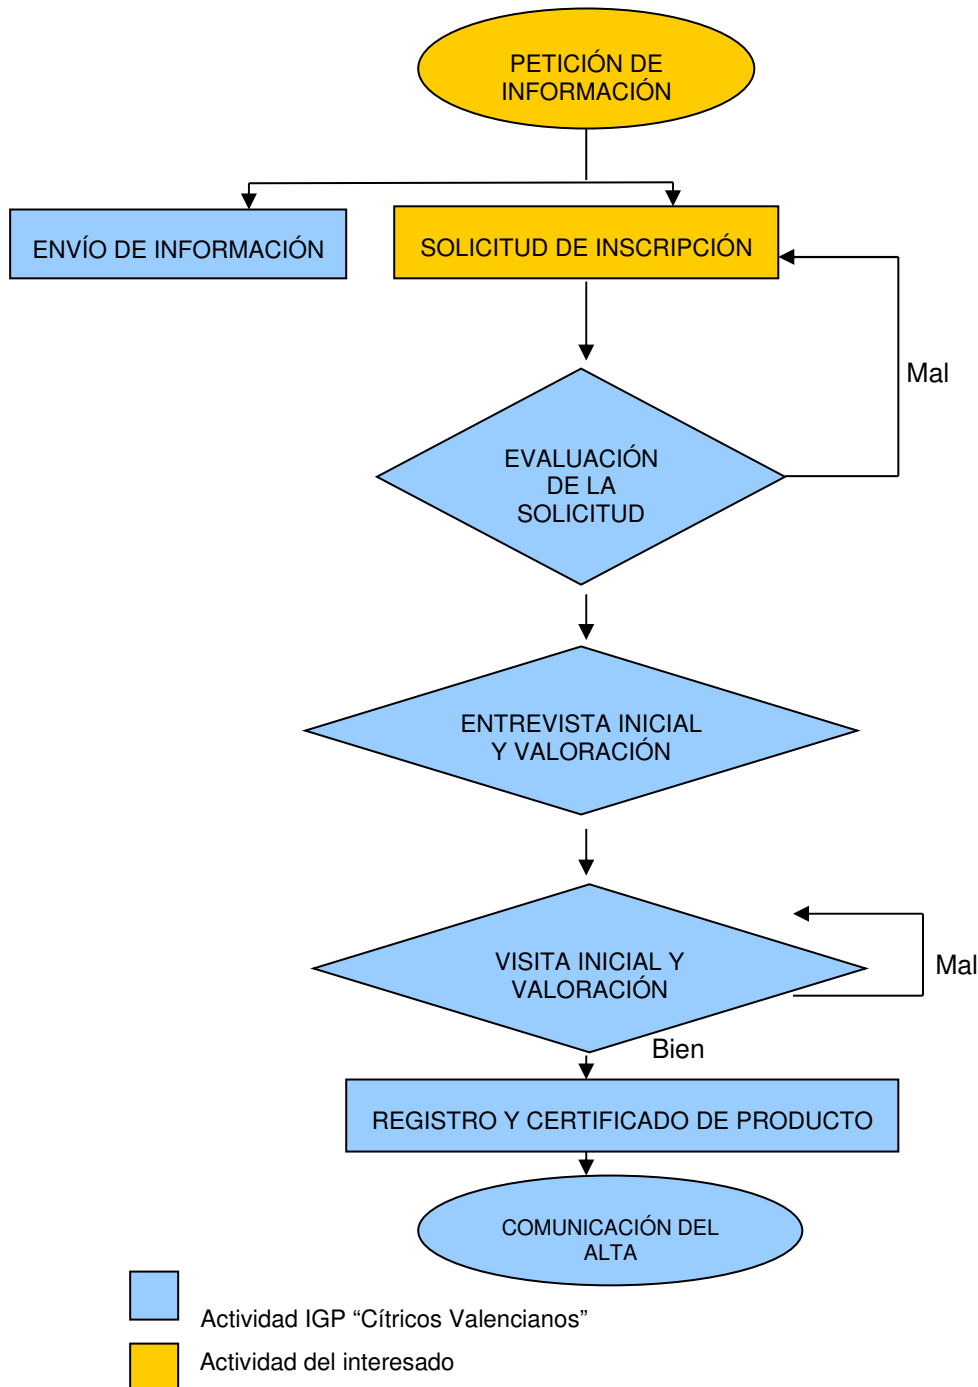 PETICIÓN DE
INFORMACIÓN
ENVÍO DE INFORMACIÓN
SOLICITUD DE INSCRIPCIÓN
Mal
EVALUACIÓN
DE LA
SOLICITUD
ENTREVISTA INICIAL
Y VALORACIÓN
VISITA INICIAL Y
VALORACIÓN
Mal
Bien
REGISTRO Y CERTIFICADO DE PRODUCTO
COMUNICACIÓN DEL
ALTA
Actividad IGP “Cítricos Valencianos”
Actividad del interesado